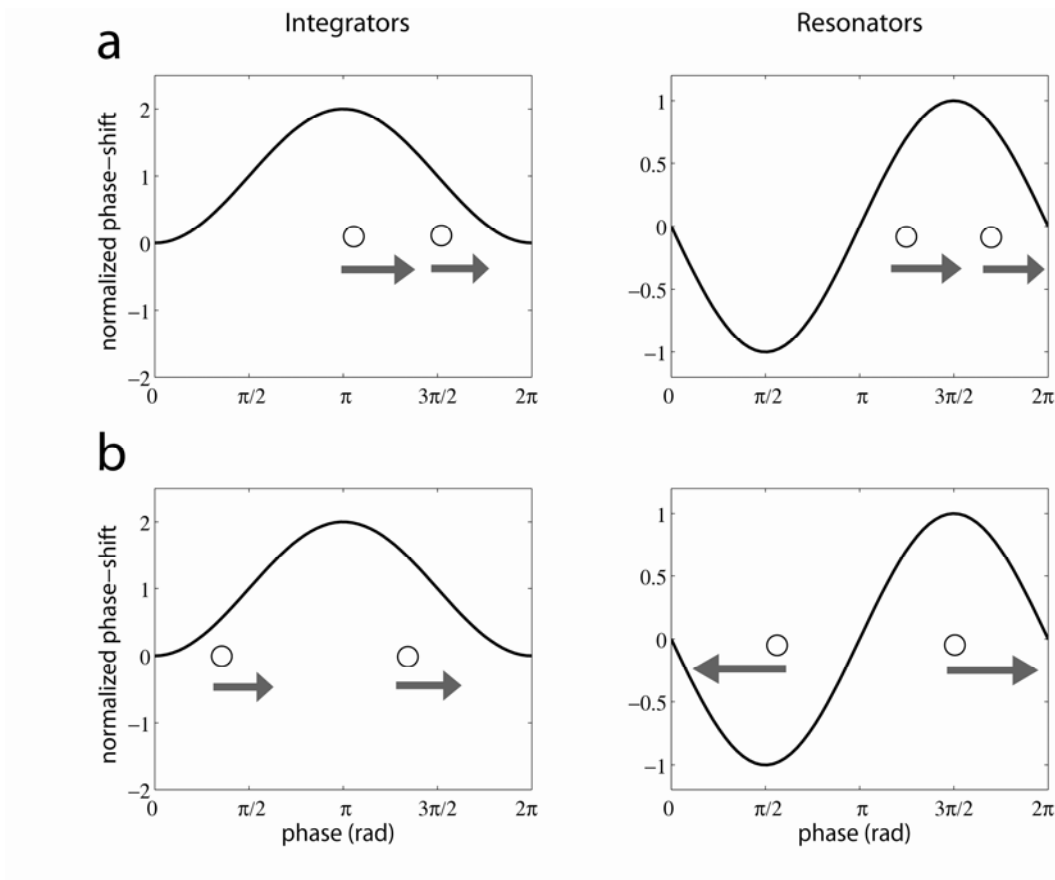 a
Integrators
Resonators
normalized phase-shift
2
1
0
−1
−2
0 π/2 π 3π/2 2π
1
0.5
0
−0.5
−1
0 π/2 π 3π/2 2π
b
normalized phase-shift
2
1
0
−1
−2
0 π/2 π 3π/2 2π
phase (rad)
1
0.5
0
−0.5
−1
0 π/2 π 3π/2 2π
phase (rad)